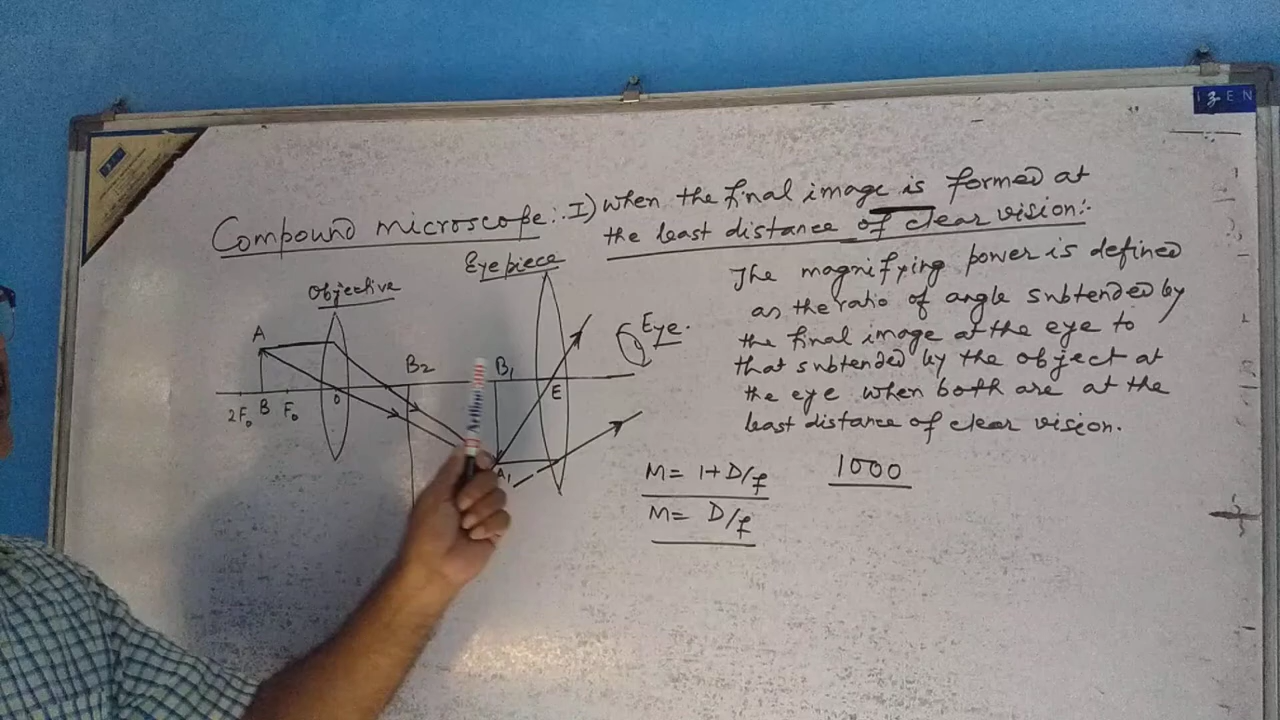 Compound microscope:. I) when the final image is formed at
the least distance of clear vision:-
Objective
Eyepiece
Eye.
A
B2
B1
2Fo B Fo
O
E
A1
The magnifying power is defined
as the ratio of angle subtended by
the final image at the eye to
that subtended by the object at
the eye when both are at the
least distance of clear vision.
M= 1+D/f
1000
M= D/f